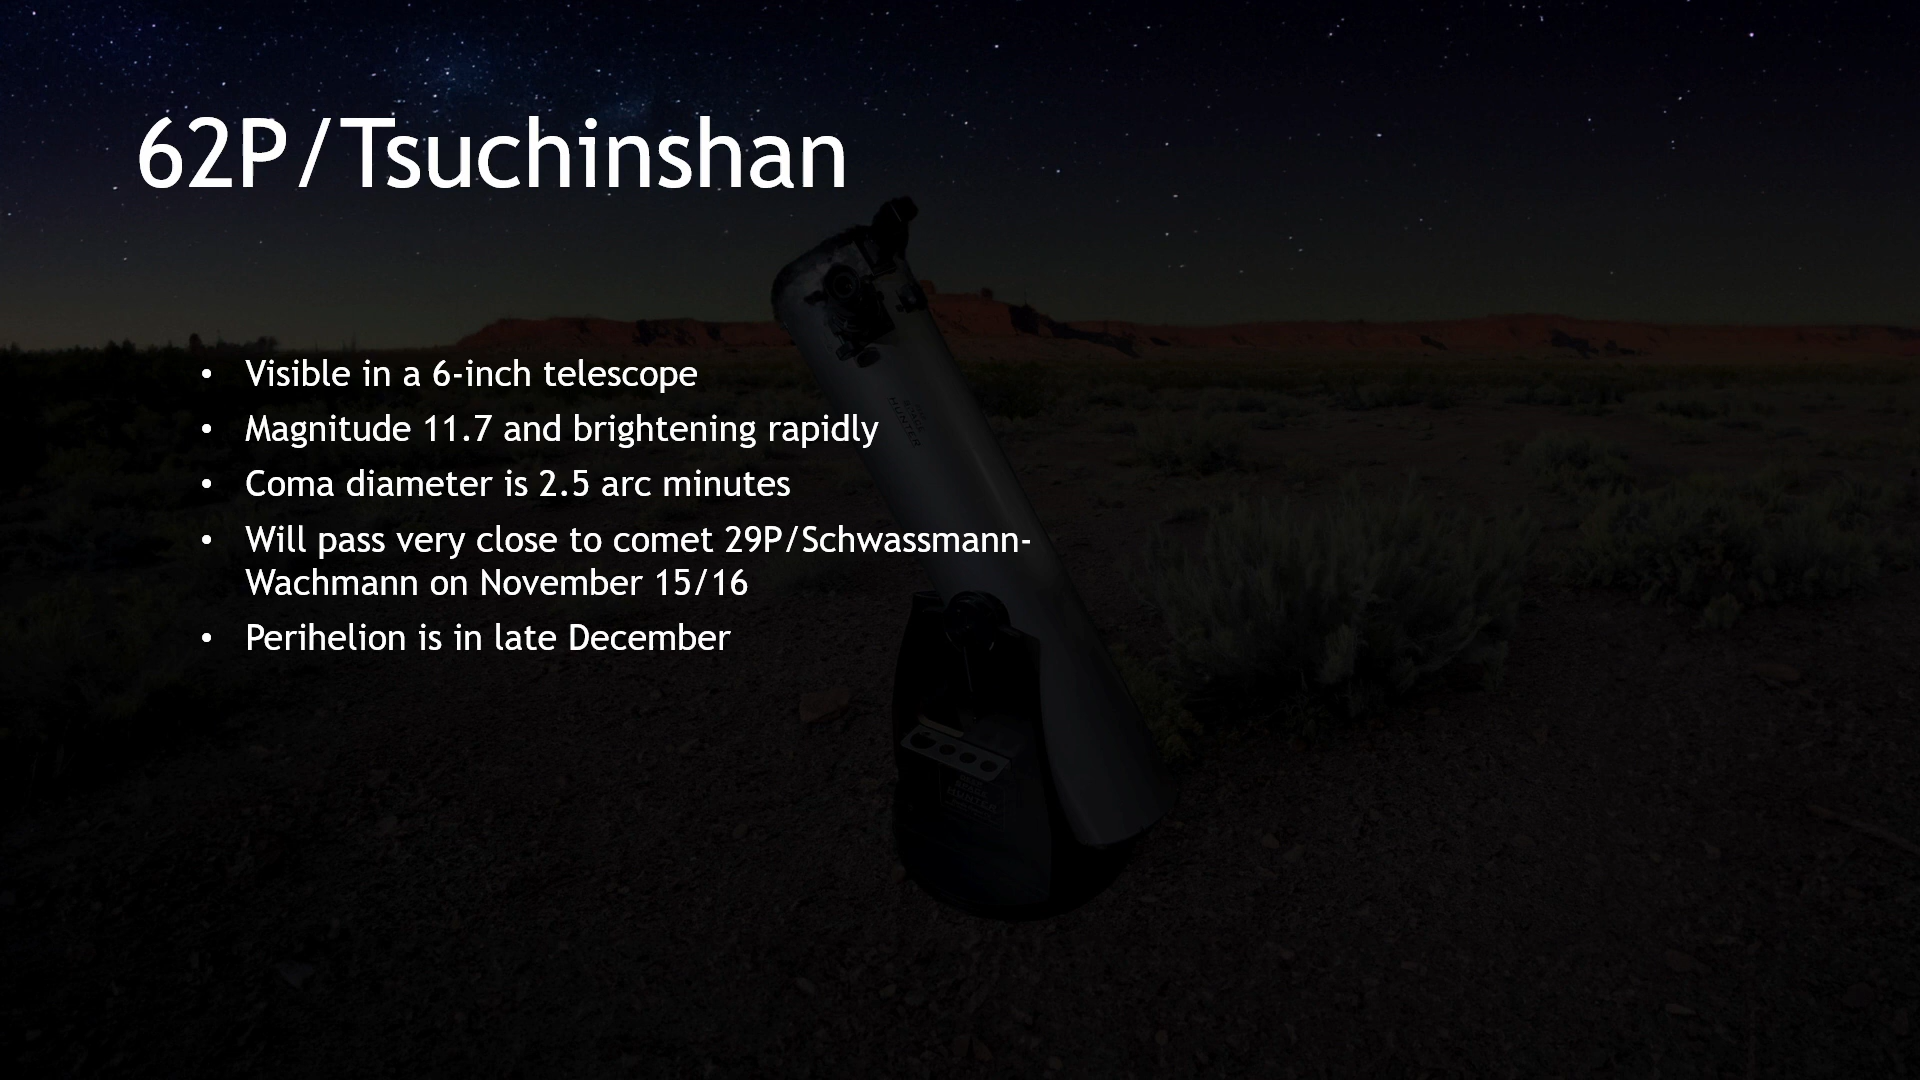 62P/Tsuchinshan
• Visible in a 6-inch telescope
• Magnitude 11.7 and brightening rapidly
• Coma diameter is 2.5 arc minutes
• Will pass very close to comet 29P/Schwassmann-
Wachmann on November 15/16
• Perihelion is in late December
HUNTER